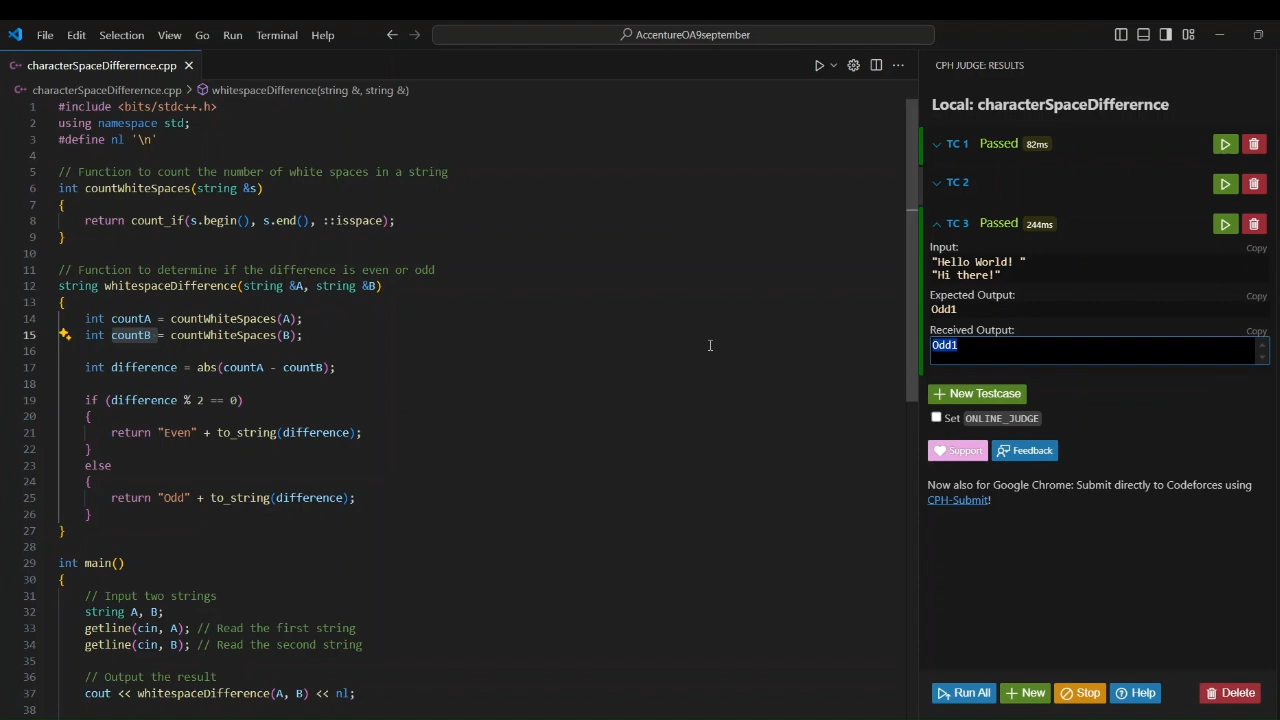 File Edit Selection View Go Run Terminal Help
AccentureOA9september
characterSpaceDifferernce.cpp
characterSpaceDifferernce.cpp > whitespaceDifference(string &, string &)
1 #include <bits/stdc++.h>
2 using namespace std;
3 #define nl '\n'
4
5 // Function to count the number of white spaces in a string
6 int countWhiteSpaces(string &s)
7 {
8 return count_if(s.begin(), s.end(), ::isspace);
9 }
10
11 // Function to determine if the difference is even or odd
12 string whitespaceDifference(string &A, string &B)
13 {
14 int countA = countWhiteSpaces(A);
15 int countB = countWhiteSpaces(B);
16
17 int difference = abs(countA - countB);
18
19 if (difference % 2 == 0)
20 {
21 return "Even" + to_string(difference);
22 }
23 else
24 {
25 return "Odd" + to_string(difference);
26 }
27 }
28
29 int main()
30 {
31 // Input two strings
32 string A, B;
33 getline(cin, A); // Read the first string
34 getline(cin, B); // Read the second string
35
36 // Output the result
37 cout << whitespaceDifference(A, B) << nl;
38
CPH JUDGE: RESULTS
Local: characterSpaceDifferernce
TC 1 Passed 82ms
TC 2
TC 3 Passed 244ms
Input: Copy
"Hello World! "
"Hi there!"
Expected Output: Copy
Odd1
Received Output: Copy
Odd1
+ New Testcase
Set ONLINE_JUDGE
Support Feedback
Now also for Google Chrome: Submit directly to Codeforces using
CPH-Submit!
Run All + New Stop Help Delete